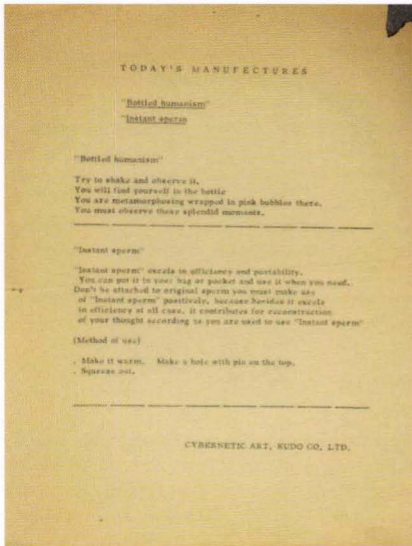 TODAY'S MANUFECTURES
"Bottled humanism"
"Instant sperm
"Bottled humanism"
Try to shake and observe it.
You will find yourself in the bottle
You are metamorphosing wrapped in pink bubbles there.
You must observe these splendid moments.
"Instant sperm"
"Instant sperm" excels in efficiency and portability.
You can put it in your bag or pocket and use it when you need.
Don't be attached to original sperm you must make use
of "Instant sperm" positively, because besides it excels
in efficiency at all case, it contributes for reconstruction
of your thought according to you are used to use "Instant sperm"
(Method of use)
. Make it warm. Make a hole with pin on the top.
. Squeeze out.
CYBERNETIC ART, KUDO CO, LTD.